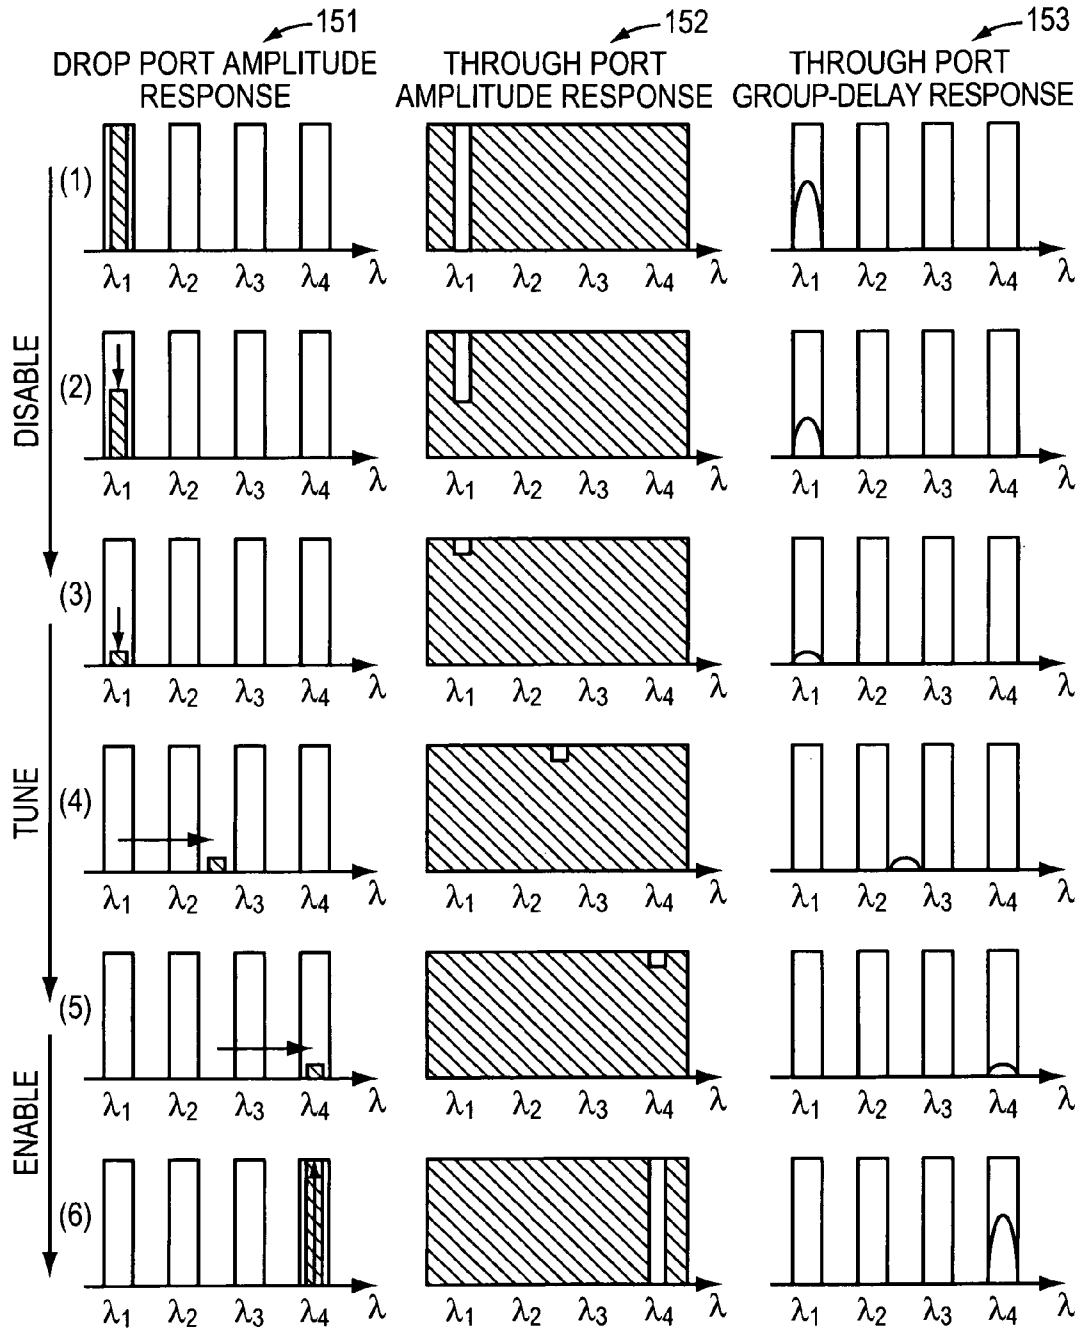 151
152
153
DROP PORT AMPLITUDE
RESPONSE
THROUGH PORT
AMPLITUDE RESPONSE
THROUGH PORT
GROUP-DELAY RESPONSE
(1)
λ1 λ2 λ3 λ4 λ
λ1 λ2 λ3 λ4 λ
λ1 λ2 λ3 λ4 λ
DISABLE
(2)
λ1 λ2 λ3 λ4 λ
λ1 λ2 λ3 λ4 λ
λ1 λ2 λ3 λ4 λ
(3)
λ1 λ2 λ3 λ4 λ
λ1 λ2 λ3 λ4 λ
λ1 λ2 λ3 λ4 λ
TUNE
(4)
λ1 λ2 λ3 λ4 λ
λ1 λ2 λ3 λ4 λ
λ1 λ2 λ3 λ4 λ
(5)
λ1 λ2 λ3 λ4 λ
λ1 λ2 λ3 λ4 λ
λ1 λ2 λ3 λ4 λ
ENABLE
(6)
λ1 λ2 λ3 λ4 λ
λ1 λ2 λ3 λ4 λ
λ1 λ2 λ3 λ4 λ